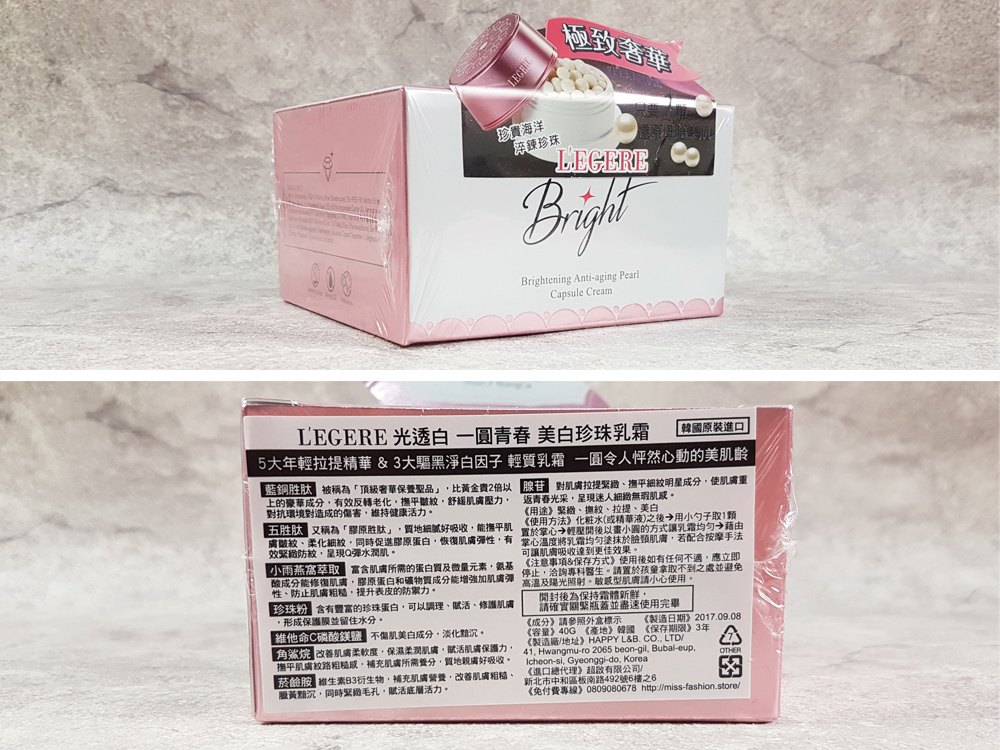 極致奢華
L'EGERE
珍貴海洋
淬鍊珍珠
L'EGERE
Bright
Brightening Anti-aging Pearl
Capsule Cream
L'EGERE 光透白 一圓青春 美白珍珠乳霜 韓國原裝進口
5大年輕拉提精華 & 3大驅黑淨白因子 輕質乳霜 一圓令人怦然心動的美肌齡
藍銅胜肽 被稱為「頂級奢華保養聖品」，比黃金貴2倍以
上的豪華成分，有效反轉老化，撫平皺紋，舒緩肌膚壓力，
對抗環境對造成的傷害，維持健康活力。
五胜肽 又稱為「膠原胜肽」，質地細膩好吸收，能撫平肌
膚皺紋、柔化細紋，同時促進膠原蛋白，恢復肌膚彈性，有
效緊緻防紋，呈現Q彈水潤肌。
小雨燕窩萃取 富含肌膚所需的蛋白質及微量元素，氨基
酸成分能修復肌膚，膠原蛋白和礦物質成分能增強加肌膚彈
性、防止肌膚粗糙，提升表皮的防禦力。
珍珠粉 含有豐富的珍珠蛋白，可以調理、賦活、修護肌膚
，形成保護膜並留住水分。
維他命C磷酸鎂鹽 不傷肌美白成分，淡化黯沉。
角鯊烷 改善肌膚柔軟度，保濕柔潤肌膚，賦活肌膚保護力，
撫平肌膚紋路粗糙感，補充肌膚所需養分，質地親膚好吸收。
菸鹼胺 維生素B3衍生物，補充肌膚營養，改善肌膚粗糙、
臘黃黯沉，同時緊緻毛孔，賦活底層活力。
腺苷 對肌膚拉提緊緻、撫平細紋明星成分，使肌膚重
返青春光采，呈現迷人細緻無瑕肌感。
《用途》緊緻、撫紋、拉提、美白
《使用方法》化粧水(或精華液)之後→用小勺子取1顆
置於掌心→輕壓開後以畫小圓的方式讓乳霜均勻→藉由
掌心溫度將乳霜均勻塗抹於臉頸肌膚，若配合按摩手法
可讓肌膚吸收達到更佳效果。
《注意事項&保存方式》使用後如有任何不適，應立即
停止，洽詢專科醫生。請置於孩童拿取不到之處並避免
高溫及陽光照射。敏感型肌膚請小心使用。
開封後為保持霜體新鮮，
請確實關緊瓶蓋並盡速使用完畢
《成分》請參照外盒標示 《製造日期》2017.09.08
《容量》40G 《產地》韓國 《保存期限》3年
《製造廠/地址》HAPPY L&B. CO., LTD/
41, Hwangmu-ro 2065 beon-gil, Bubal-eup,
Icheon-si, Gyeonggi-do, Korea
《進口總代理》超啟有限公司/
新北市中和區板南路492號6樓之6
《免付費專線》0809080678 http://miss-fashion.store/
7
OTHER